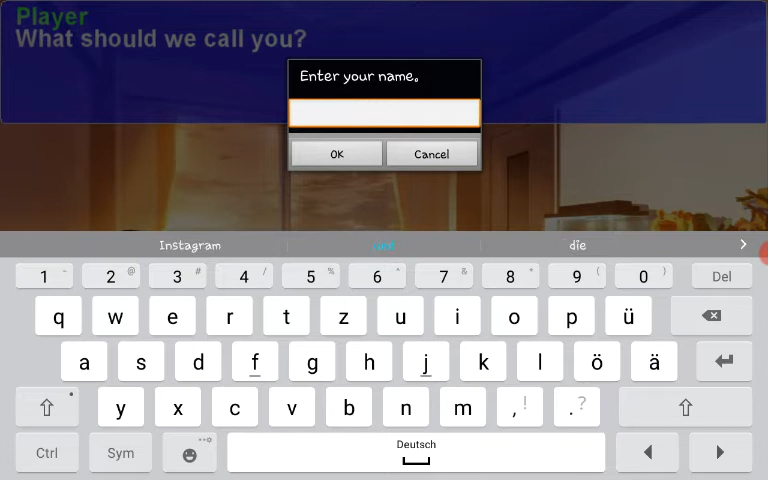 Player
What should we call you?
Enter your name.
OK Cancel
Instagram die
1 - 2 @ 3 # 4 / 5 % 6 ^ 7 & 8 * 9 ( 0 ) Del
q w e r t z u i o p ü
a s d f g h j k l ö ä
y x c v b n m , ! . ?
Ctrl Sym Deutsch